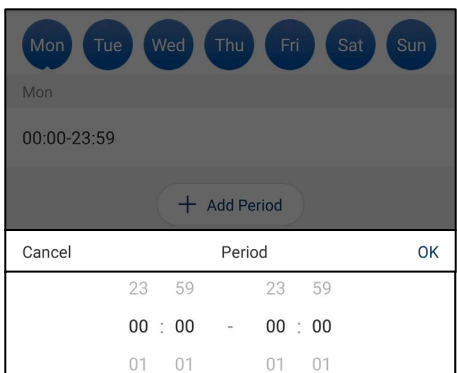 Mon Tue Wed Thu Fri Sat Sun
Mon
00:00-23:59
+ Add Period
Cancel Period OK
23 59 23 59
00 : 00 - 00 : 00
01 01 01 01